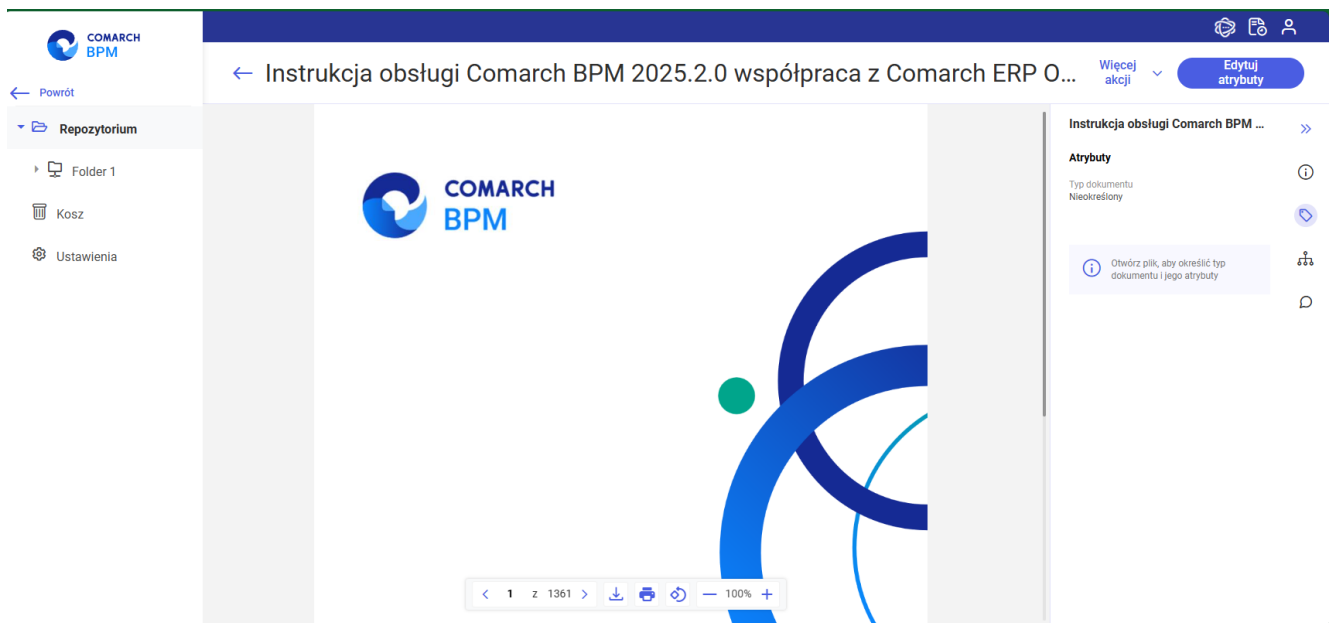 COMARCH
BPM
Powrót
Repozytorium
Folder 1
Kosz
Ustawienia
Instrukcja obsługi Comarch BPM 2025.2.0 współpraca z Comarch ERP O...
Więcej
akcji
Edytuj
atrybuty
COMARCH
BPM
1 z 1361
100%
Instrukcja obsługi Comarch BPM ...
Atrybuty
Typ dokumentu
Nieokreślony
Otwórz plik, aby określić typ
dokumentu i jego atrybuty